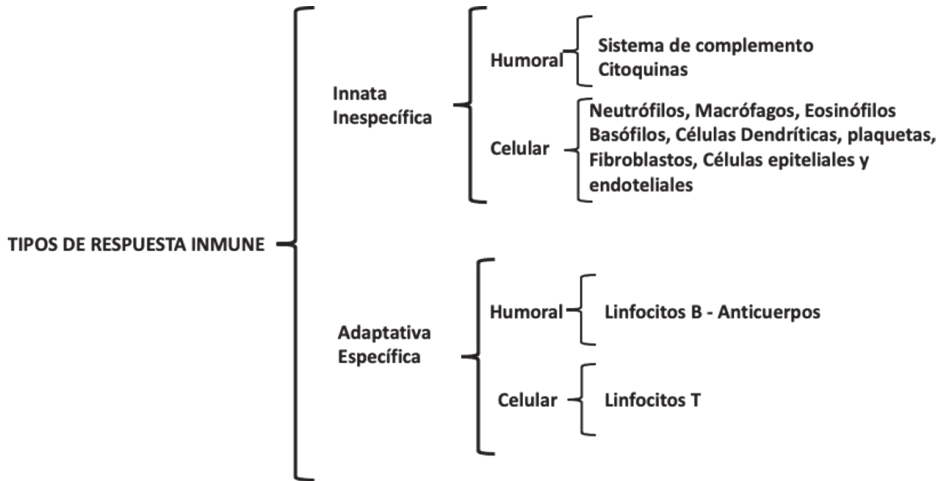 TIPOS DE RESPUESTA INMUNE
Innata
Inespecífica
Humoral
Sistema de complemento
Citoquinas
Celular
Neutrófilos, Macrófagos, Eosinófilos
Basófilos, Células Dendríticas, plaquetas,
Fibroblastos, Células epiteliales y
endoteliales
Adaptativa
Específica
Humoral
Linfocitos B - Anticuerpos
Celular
Linfocitos T